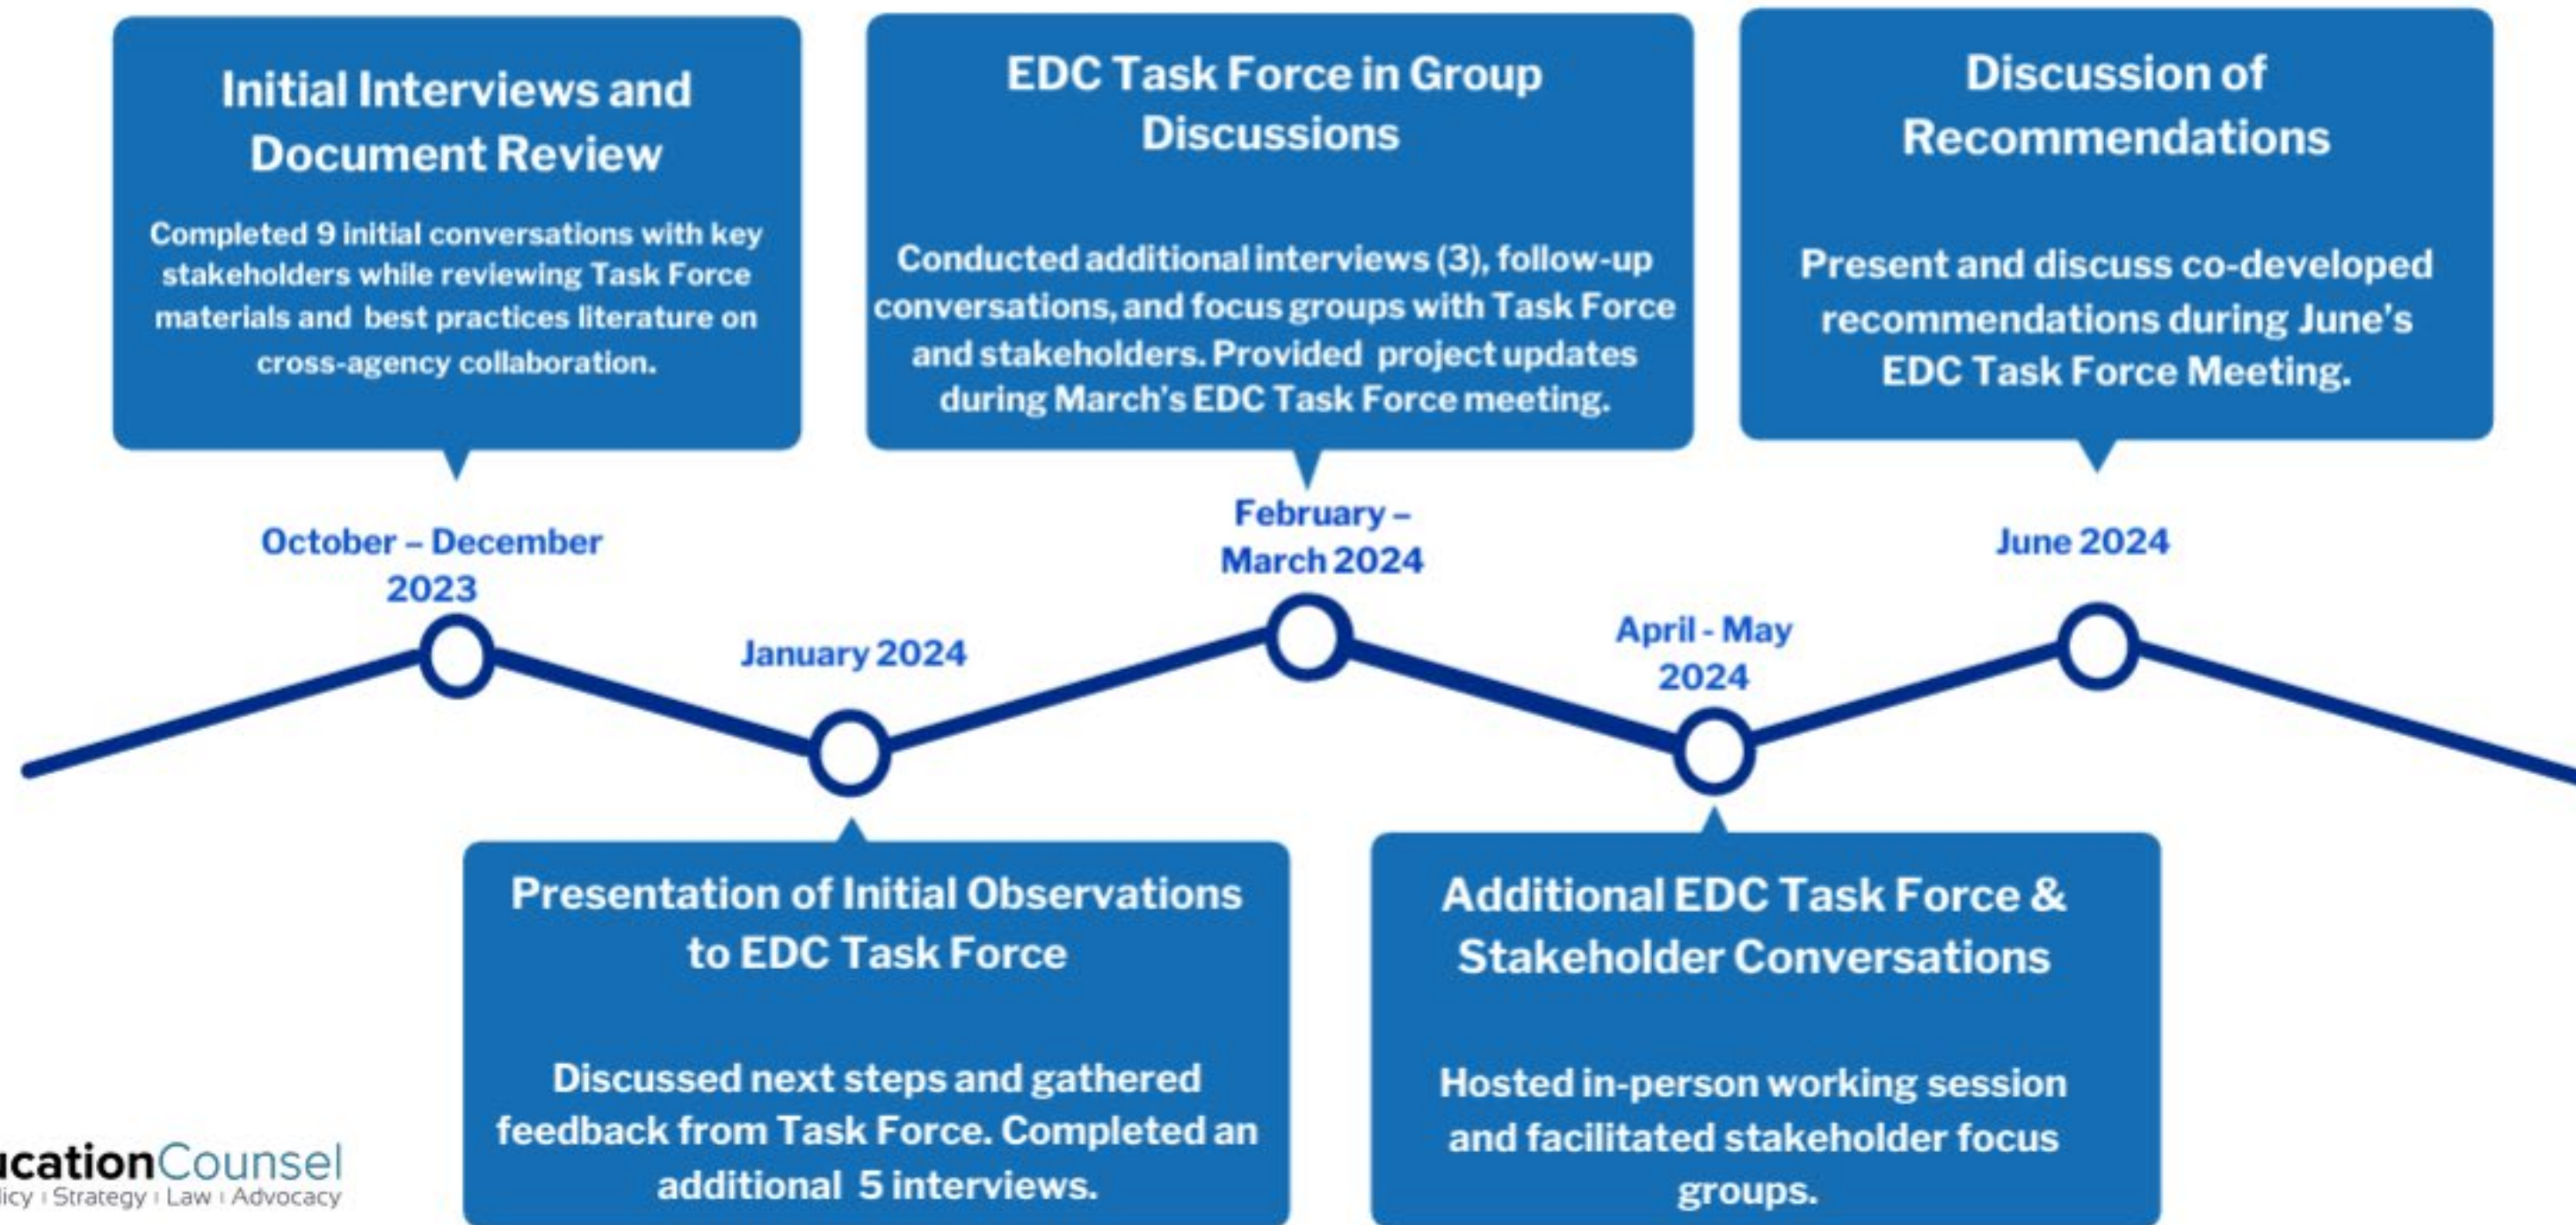 Initial Interviews and
Document Review
Completed 9 initial conversations with key
stakeholders while reviewing Task Force
materials and best practices literature on
cross-agency collaboration.
October – December
2023
Presentation of Initial Observations
to EDC Task Force
Discussed next steps and gathered
feedback from Task Force. Completed an
additional 5 interviews.
January 2024
EDC Task Force in Group
Discussions
Conducted additional interviews (3), follow-up
conversations, and focus groups with Task Force
and stakeholders. Provided project updates
during March's EDC Task Force meeting.
February –
March 2024
April - May
2024
Additional EDC Task Force &
Stakeholder Conversations
Hosted in-person working session
and facilitated stakeholder focus
groups.
Discussion of
Recommendations
Present and discuss co-developed
recommendations during June's
EDC Task Force Meeting.
June 2024
ucationCounsel
licy | Strategy | Law | Advocacy